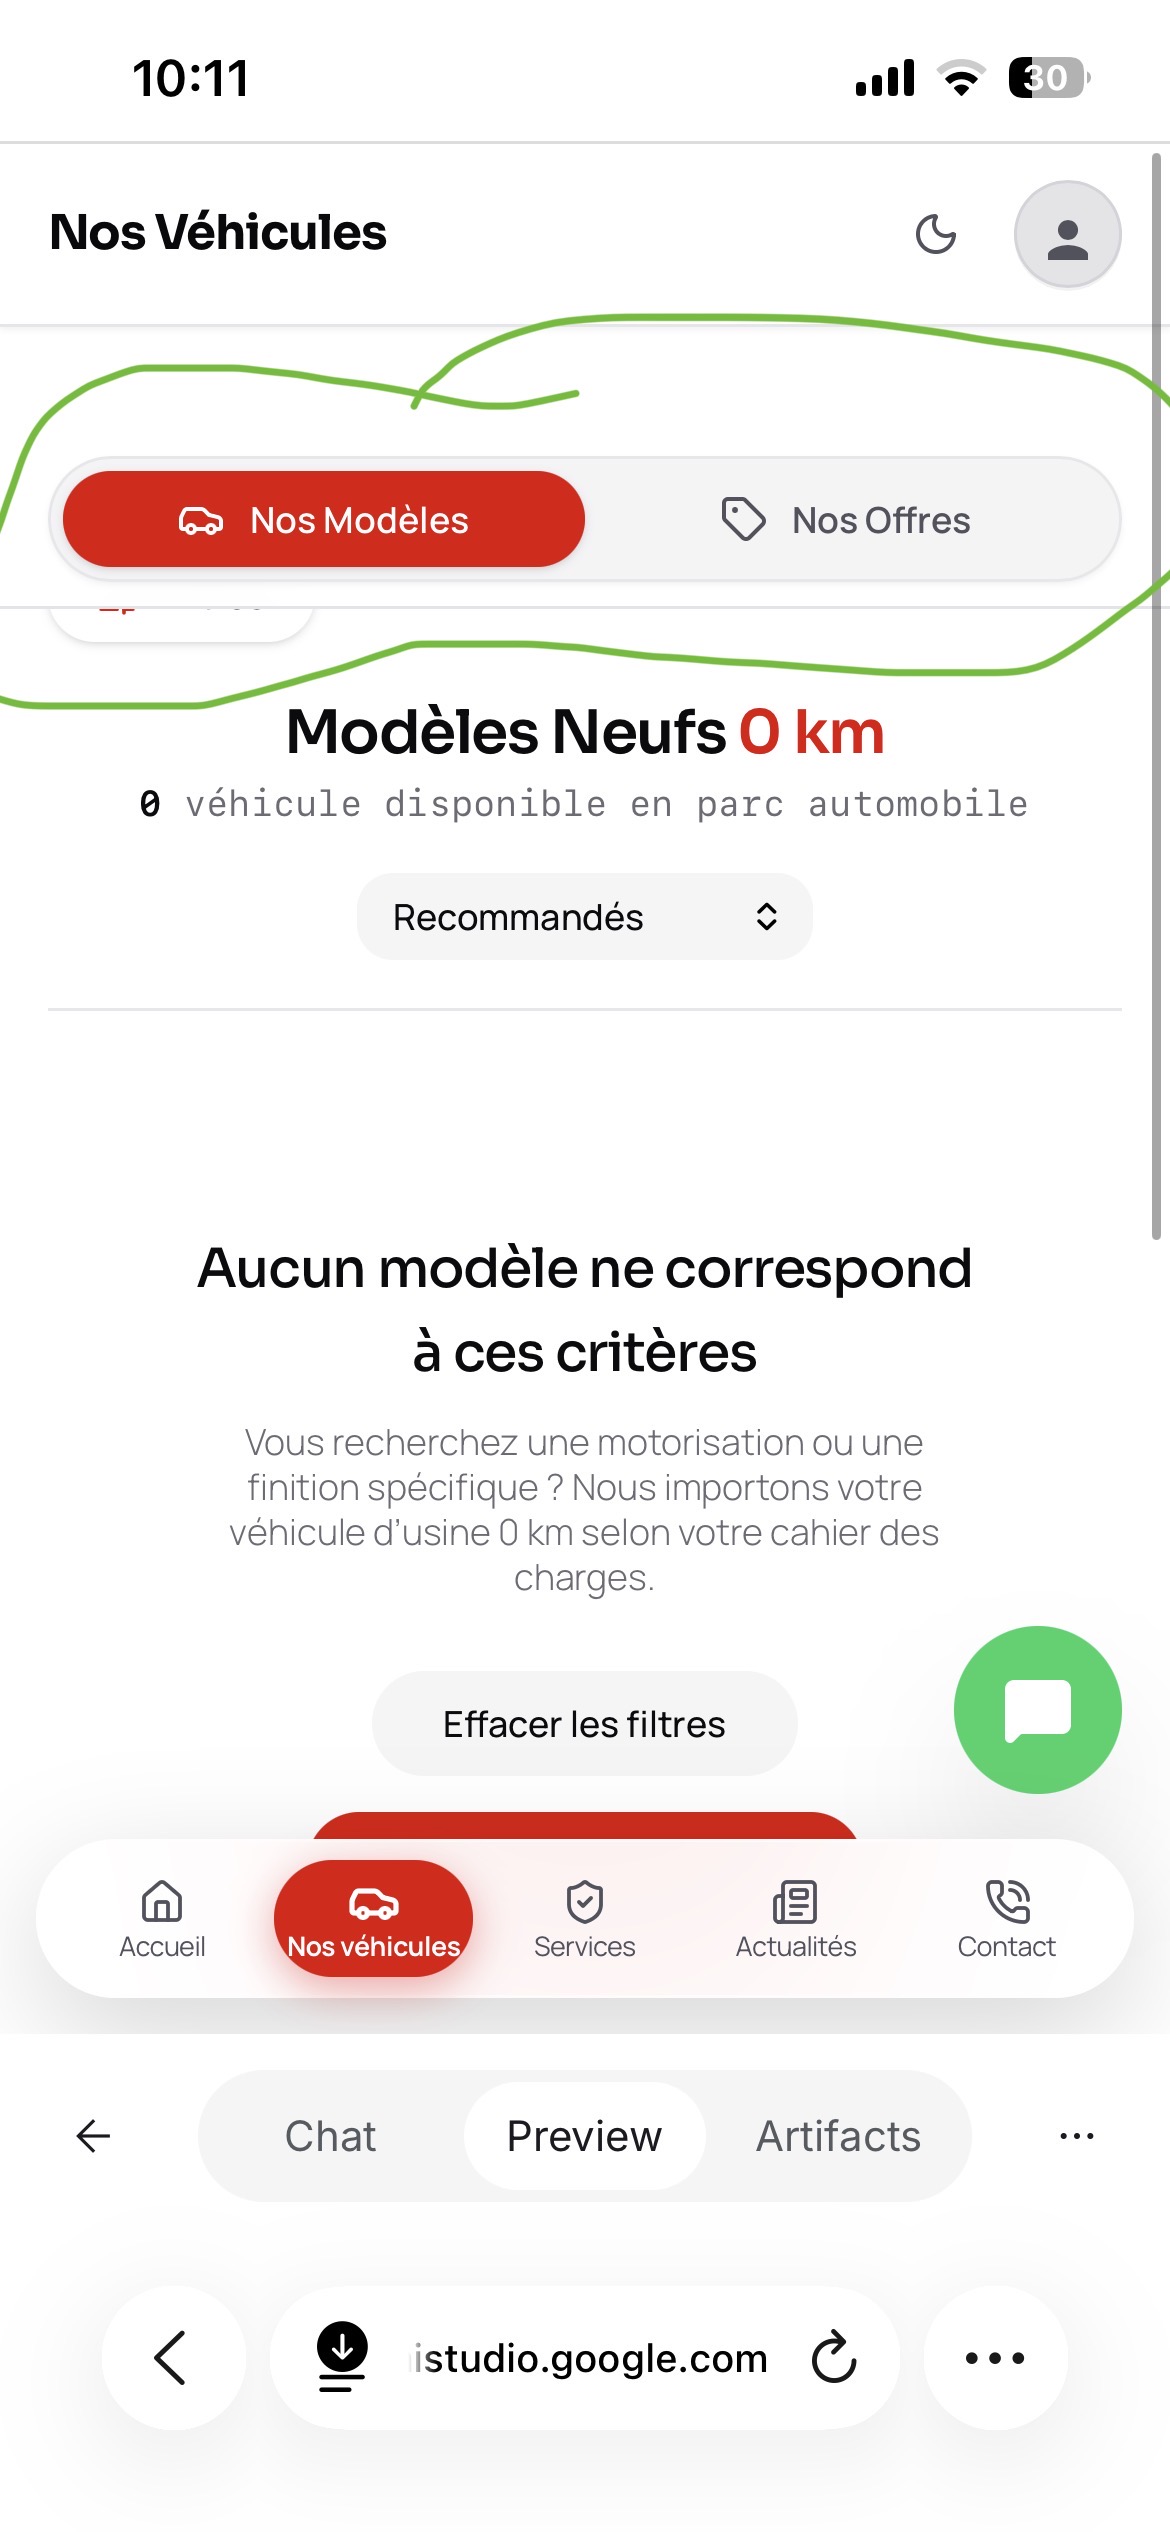 10:11
30
Nos Véhicules
Nos Modèles
Nos Offres
Modèles Neufs 0 km
0 véhicule disponible en parc automobile
Recommandés
Aucun modèle ne correspond
à ces critères
Vous recherchez une motorisation ou une
finition spécifique ? Nous importons votre
véhicule d’usine 0 km selon votre cahier des
charges.
Effacer les filtres
Accueil
Nos véhicules
Services
Actualités
Contact
Chat
Preview
Artifacts
istudio.google.com